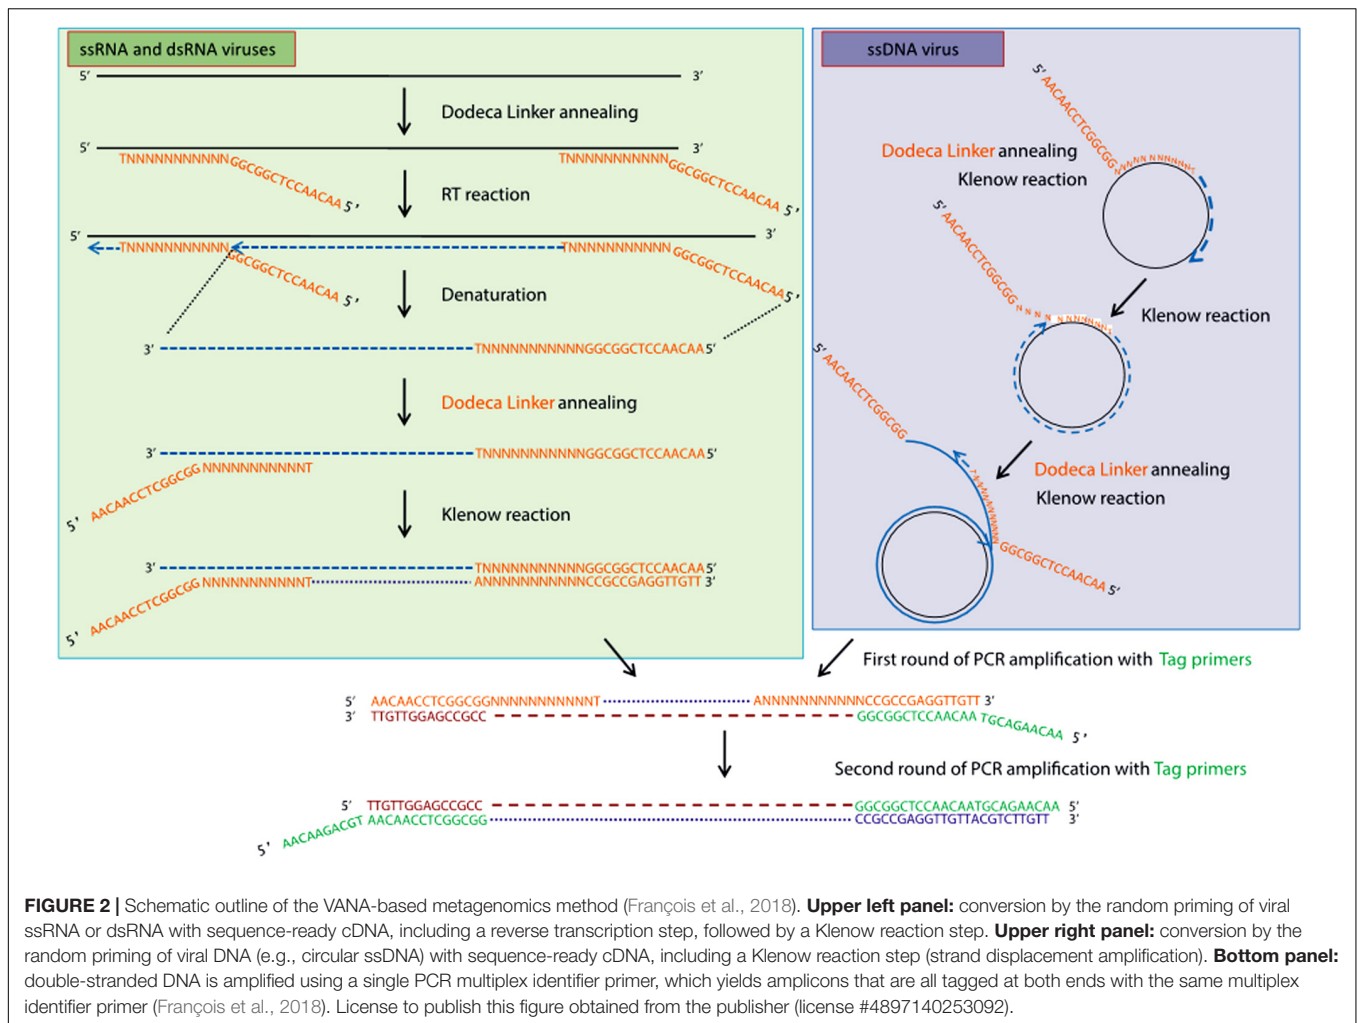 ssRNA and dsRNA viruses
5′ 3′
Dodeca Linker annealing
5′ 3′
TNNNNNNNNNNNGGCGGCTCCAACAA 5′ TNNNNNNNNNNNGGCGGCTCCAACAA 5′
RT reaction
5′ 3′
TNNNNNNNNNNNGGCGGCTCCAACAA 5′ TNNNNNNNNNNNGGCGGCTCCAACAA 5′
Denaturation
3′ TNNNNNNNNNNNGGCGGCTCCAACAA 5′
Dodeca Linker annealing
3′ TNNNNNNNNNNNGGCGGCTCCAACAA 5′
5′ AACAACCTCGGCGG NNNNNNNNNNNT
Klenow reaction
3′ TNNNNNNNNNNNGGCGGCTCCAACAA 5′
5′ AACAACCTCGGCGG NNNNNNNNNNNT ANNNNNNNNNNNCCGCCGAGGTTGTT 3′
ssDNA virus
5′ AACAACCTCGGCGG
Dodeca Linker annealing
Klenow reaction
5′ AACAACCTCGGCGG
Klenow reaction
5′ AACAACCTCGGCGG
Dodeca Linker annealing
Klenow reaction
GGCGGCTCCAACAA 5′
First round of PCR amplification with Tag primers
5′ AACAACCTCGGCGGNNNNNNNNNNNT ANNNNNNNNNNNCCGCCGAGGTTGTT 3′
3′ TTGTTGGAGCCGCC GGCGGCTCCAACAA TGCAGAACAA 5′
Second round of PCR amplification with Tag primers
5′ TTGTTGGAGCCGCC GGCGGCTCCAACAATGCAGAACAA 5′
5′ AACAAGACGT AACAACCTCGGCGG CCGCCGAGGTTGTTACGTCTTGTT 3′
FIGURE 2 | Schematic outline of the VANA-based metagenomics method (François et al., 2018). Upper left panel: conversion by the random priming of viral
ssRNA or dsRNA with sequence-ready cDNA, including a reverse transcription step, followed by a Klenow reaction step. Upper right panel: conversion by the
random priming of viral DNA (e.g., circular ssDNA) with sequence-ready cDNA, including a Klenow reaction step (strand displacement amplification). Bottom panel:
double-stranded DNA is amplified using a single PCR multiplex identifier primer, which yields amplicons that are all tagged at both ends with the same multiplex
identifier primer (François et al., 2018). License to publish this figure obtained from the publisher (license #4897140253092).